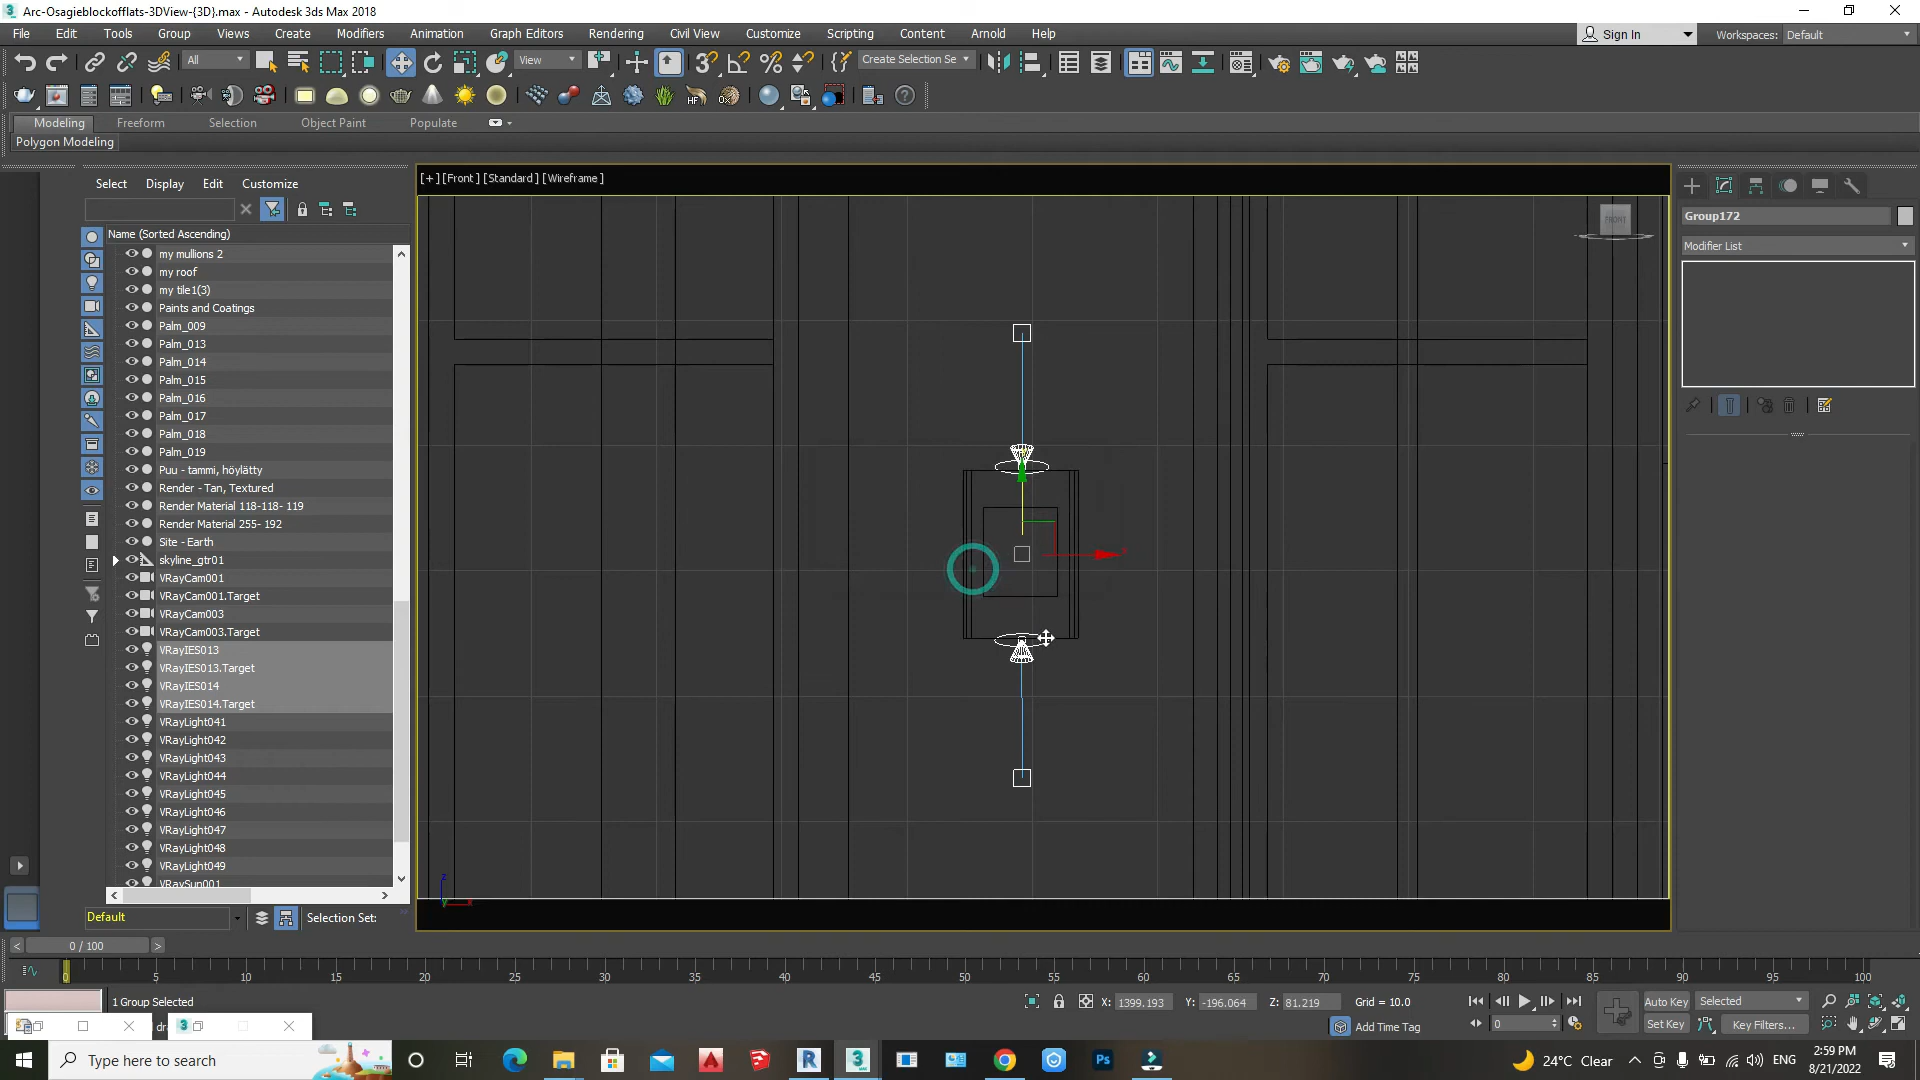 Arc-Osagieblockofflats-3DView-{3D}.max - Autodesk 3ds Max 2018
File Edit Tools Group Views Create Modifiers Animation Graph Editors Rendering Civil View Customize Scripting Content Arnold Help Sign In Workspaces: Default
All View Create Selection Se
Modeling Freeform Selection Object Paint Populate
Polygon Modeling
Select Display Edit Customize
[+] [Front] [Standard] [Wireframe]
FRONT
Group172
Name (Sorted Ascending)
Modifier List
my mullions 2
my roof
my tile1(3)
Paints and Coatings
Palm_009
Palm_013
Palm_014
Palm_015
Palm_016
Palm_017
Palm_018
Palm_019
Puu - tammi, höylätty
Render - Tan, Textured
Render Material 118-118- 119
Render Material 255- 192
Site - Earth
skyline_gtr01
VRayCam001
VRayCam001.Target
VRayCam003
VRayCam003.Target
VRayIES013
VRayIES013.Target
VRayIES014
VRayIES014.Target
VRayLight041
VRayLight042
VRayLight043
VRayLight044
VRayLight045
VRayLight046
VRayLight047
VRayLight048
VRayLight049
VRaySun001
x
z
Default Selection Set:
0 / 100
0 5 10 15 20 25 30 35 40 45 50 55 60 65 70 75 80 85 90 95 100
1 Group Selected X: 1399.193 Y: -196.064 Z: 81.219 Grid = 10.0 Auto Key Selected
Add Time Tag 0 Set Key Key Filters...
Type here to search 24°C Clear ENG 2:59 PM
8/21/2022